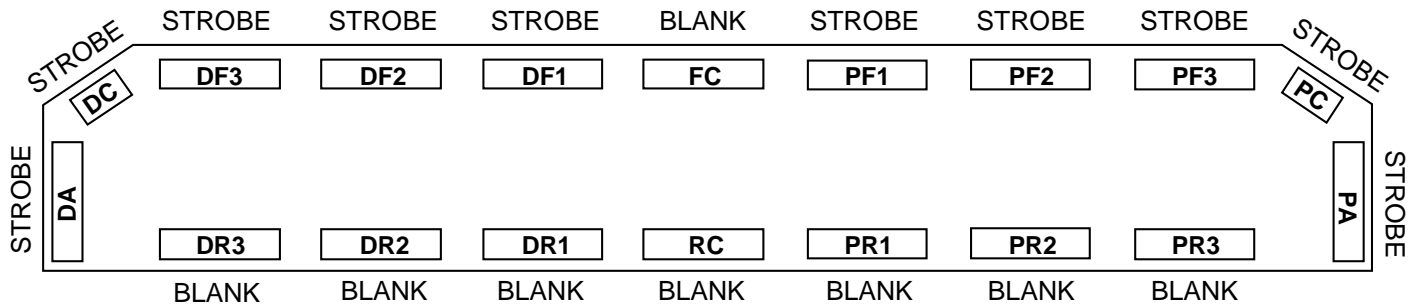 STROBE STROBE STROBE BLANK STROBE STROBE STROBE
STROBE STROBE
DF3 DF2 DF1 FC PF1 PF2 PF3
DC PC
STROBE DA PA STROBE
DR3 DR2 DR1 RC PR1 PR2 PR3
BLANK BLANK BLANK BLANK BLANK BLANK BLANK